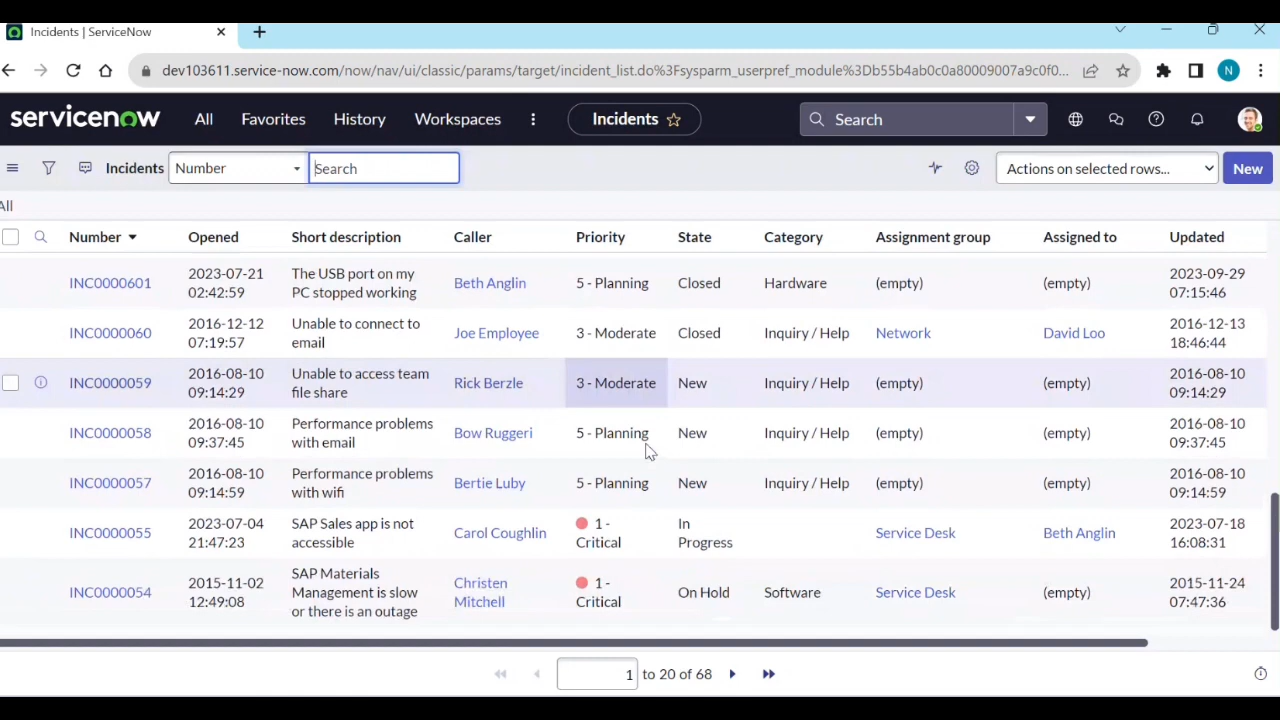 Incidents | ServiceNow
dev103611.service-now.com/now/nav/ui/classic/params/target/incident_list.do%3Fsysparm_userpref_module%3Db55b4ab0c0a80009007a9c0f0...
N
servicenow All Favorites History Workspaces Incidents Search
Incidents Number Search Actions on selected rows... New
All
Number Opened Short description Caller Priority State Category Assignment group Assigned to Updated
INC0000601 2023-07-21 02:42:59 The USB port on my PC stopped working Beth Anglin 5 - Planning Closed Hardware (empty) (empty) 2023-09-29 07:15:46
INC0000060 2016-12-12 07:19:57 Unable to connect to email Joe Employee 3 - Moderate Closed Inquiry / Help Network David Loo 2016-12-13 18:46:44
INC0000059 2016-08-10 09:14:29 Unable to access team file share Rick Berzle 3 - Moderate New Inquiry / Help (empty) (empty) 2016-08-10 09:14:29
INC0000058 2016-08-10 09:37:45 Performance problems with email Bow Ruggeri 5 - Planning New Inquiry / Help (empty) (empty) 2016-08-10 09:37:45
INC0000057 2016-08-10 09:14:59 Performance problems with wifi Bertie Luby 5 - Planning New Inquiry / Help (empty) (empty) 2016-08-10 09:14:59
INC0000055 2023-07-04 21:47:23 SAP Sales app is not accessible Carol Coughlin 1 - Critical In Progress Service Desk Beth Anglin 2023-07-18 16:08:31
INC0000054 2015-11-02 12:49:08 SAP Materials Management is slow or there is an outage Christen Mitchell 1 - Critical On Hold Software Service Desk (empty) 2015-11-24 07:47:36
1 to 20 of 68